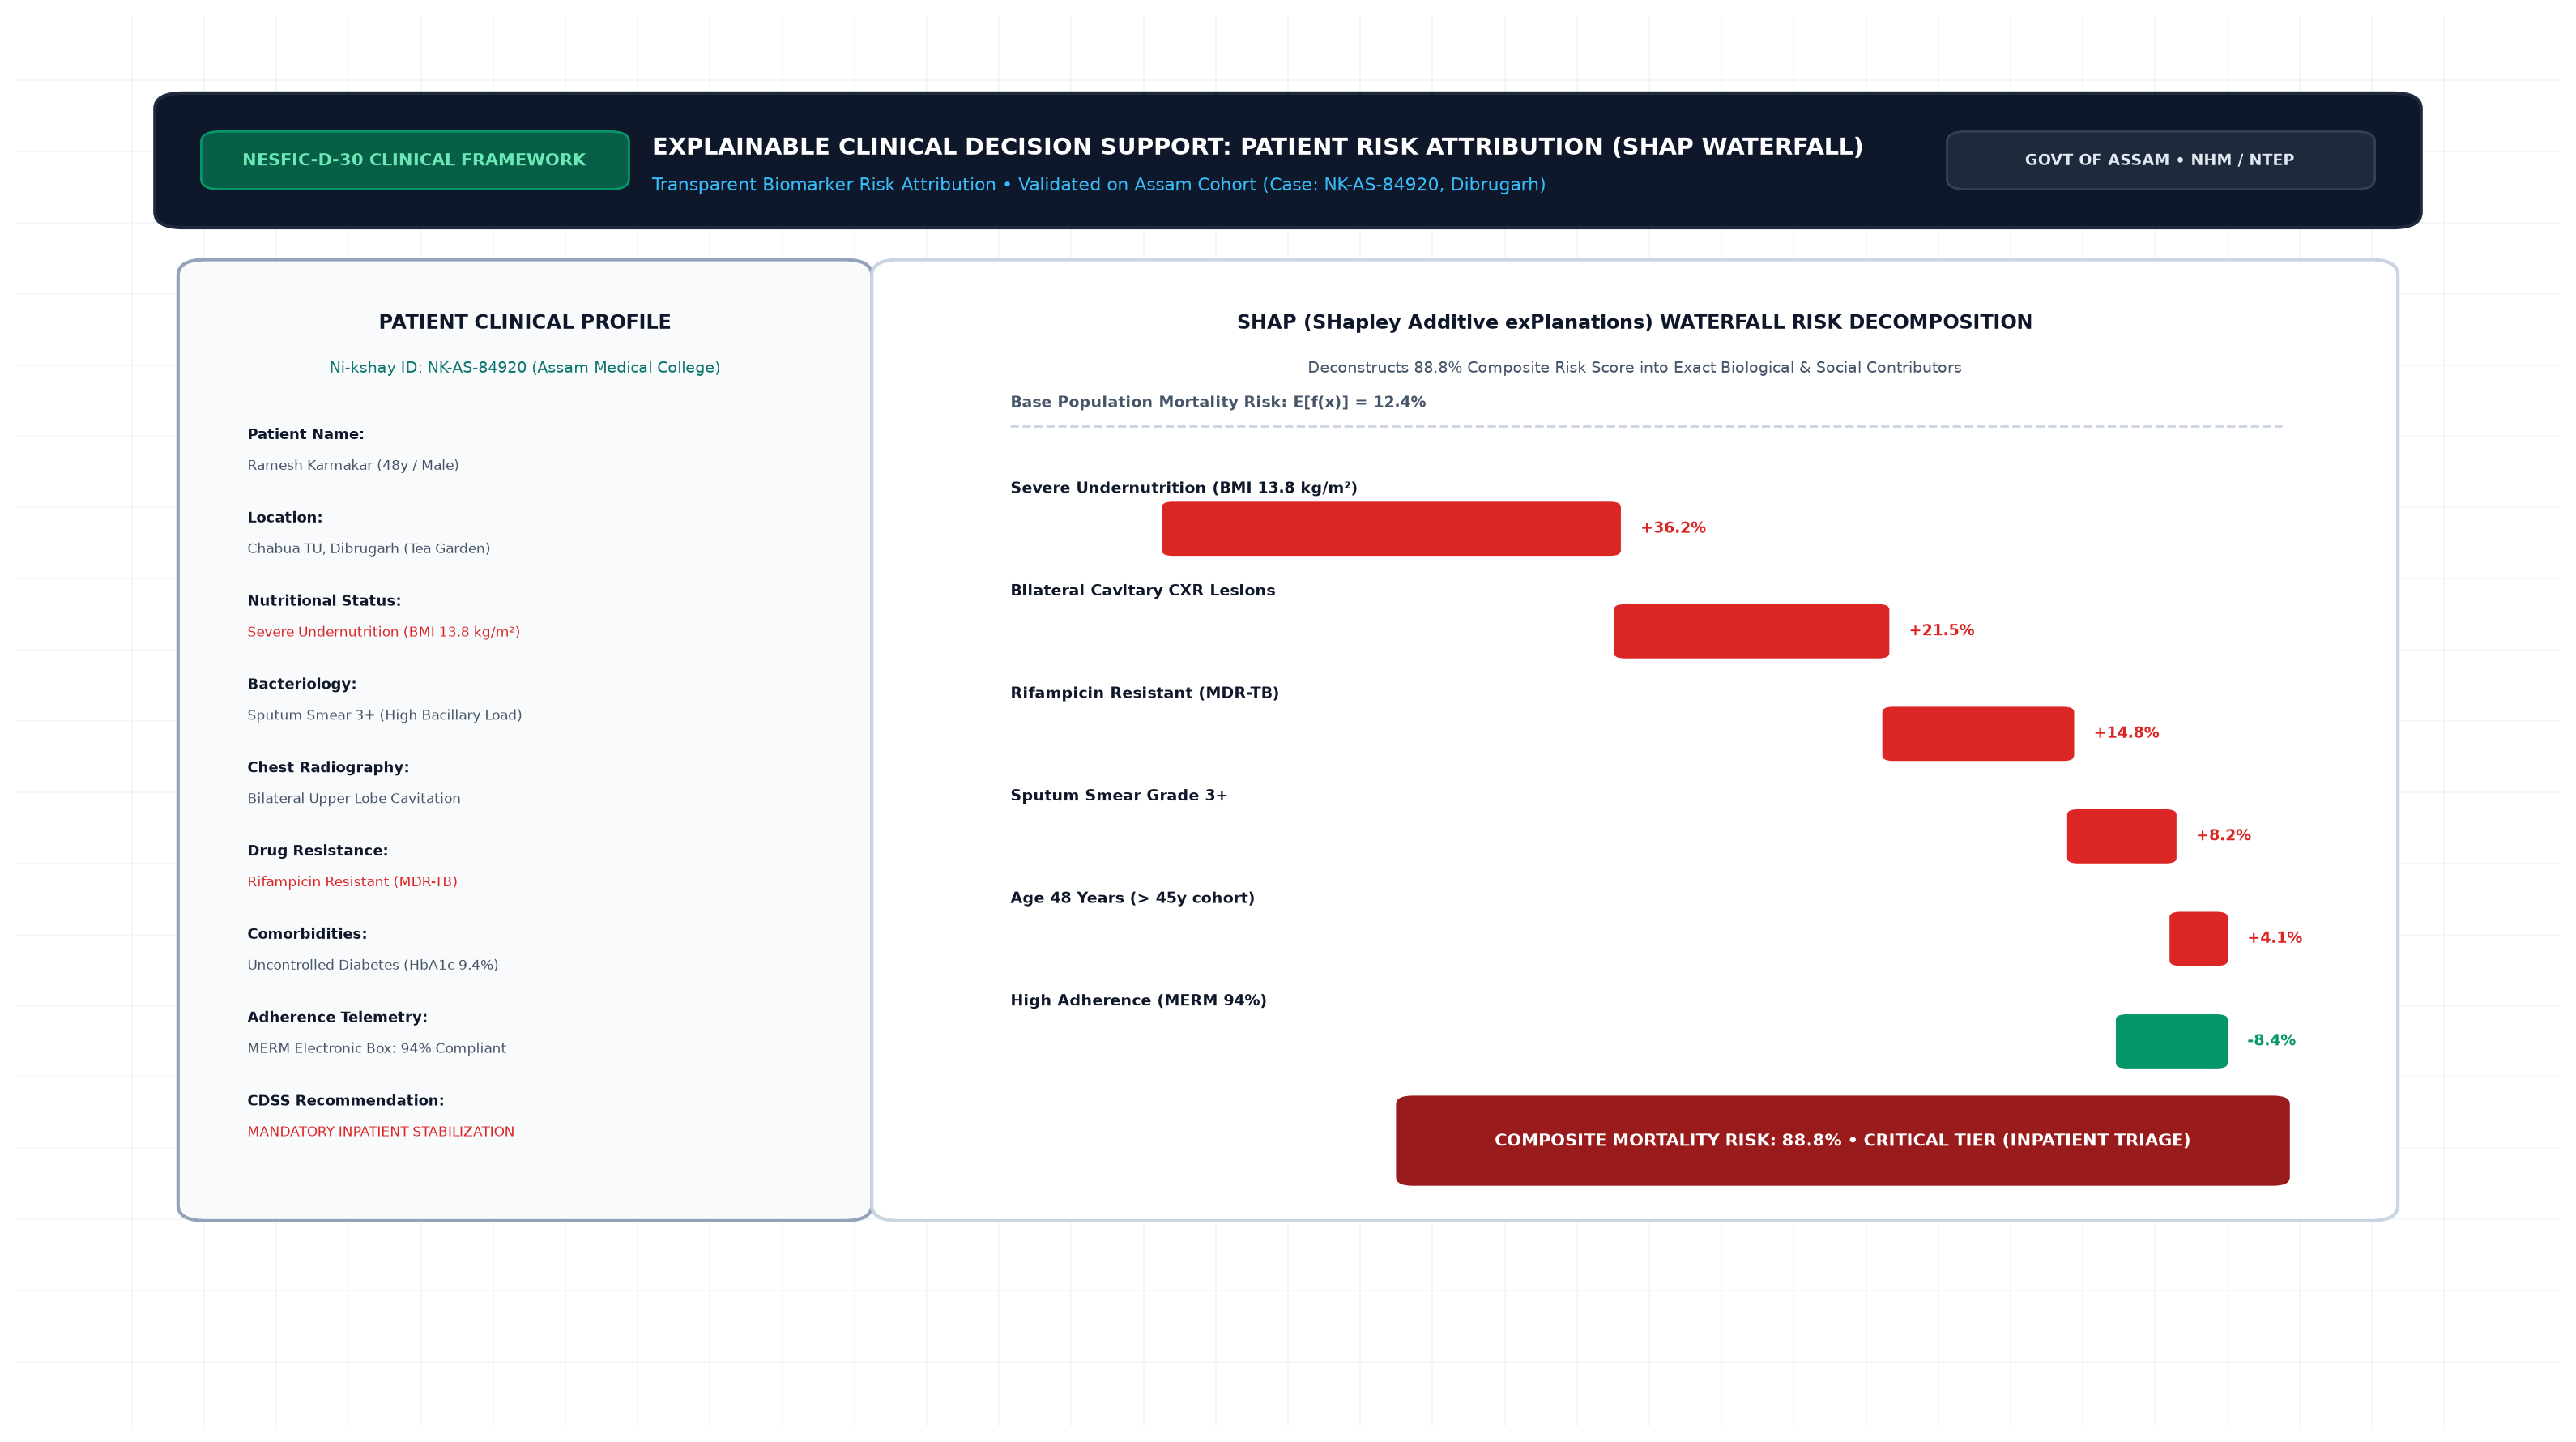 NESFIC-D-30 CLINICAL FRAMEWORK
EXPLAINABLE CLINICAL DECISION SUPPORT: PATIENT RISK ATTRIBUTION (SHAP WATERFALL)
Transparent Biomarker Risk Attribution • Validated on Assam Cohort (Case: NK-AS-84920, Dibrugarh)
GOVT OF ASSAM • NHM / NTEP
PATIENT CLINICAL PROFILE
Ni-kshay ID: NK-AS-84920 (Assam Medical College)
Patient Name:
Ramesh Karmakar (48y / Male)
Location:
Chabua TU, Dibrugarh (Tea Garden)
Nutritional Status:
Severe Undernutrition (BMI 13.8 kg/m²)
Bacteriology:
Sputum Smear 3+ (High Bacillary Load)
Chest Radiography:
Bilateral Upper Lobe Cavitation
Drug Resistance:
Rifampicin Resistant (MDR-TB)
Comorbidities:
Uncontrolled Diabetes (HbA1c 9.4%)
Adherence Telemetry:
MERM Electronic Box: 94% Compliant
CDSS Recommendation:
MANDATORY INPATIENT STABILIZATION
SHAP (SHapley Additive exPlanations) WATERFALL RISK DECOMPOSITION
Deconstructs 88.8% Composite Risk Score into Exact Biological & Social Contributors
Base Population Mortality Risk: E[f(x)] = 12.4%
Severe Undernutrition (BMI 13.8 kg/m²)
+36.2%
Bilateral Cavitary CXR Lesions
+21.5%
Rifampicin Resistant (MDR-TB)
+14.8%
Sputum Smear Grade 3+
+8.2%
Age 48 Years (> 45y cohort)
+4.1%
High Adherence (MERM 94%)
-8.4%
COMPOSITE MORTALITY RISK: 88.8% • CRITICAL TIER (INPATIENT TRIAGE)